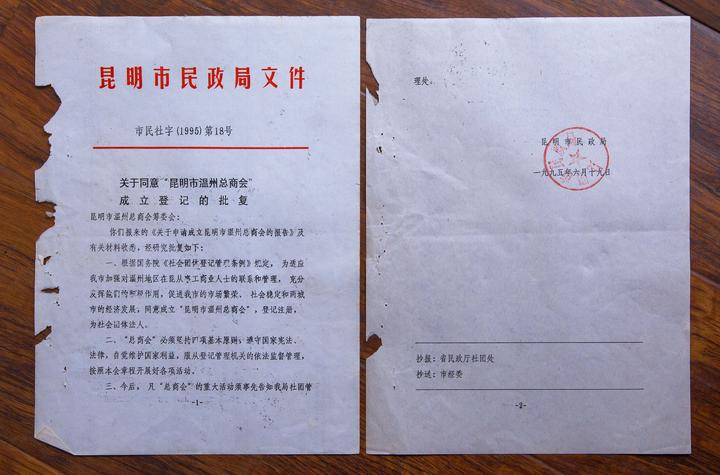 昆明市民政局文件
市民社字(1995)第18号
关于同意“昆明市温州总商会”
成立登记的批复
昆明市温州总商会筹委会:
你们报来的《关于申请成立昆明市温州总商会的报告》及
有关材料收悉,经研究批复如下:
一、根据国务院《社会团体登记管理条例》规定,为适应
我市加强对温州地区在昆从事工商业人士的联系和管理,充分
发挥他们的积极作用,促进我市的市场繁荣、社会稳定和两城
市的经济发展,同意成立“昆明市温州总商会”,登记注册,
为社会团体法人。
二、“总商会”必须坚持四项基本原则,遵守国家宪法、
法律,自觉维护国家利益,服从登记管理机关的依法监督管理,
按照本会章程开展好各项活动。
三、今后,凡“总商会”的重大活动须事先告知我局社团管
-1-
理处。
昆明市民政局
一九九五年六月十九日
抄报:省民政厅社团处
抄送:市经委
-2-